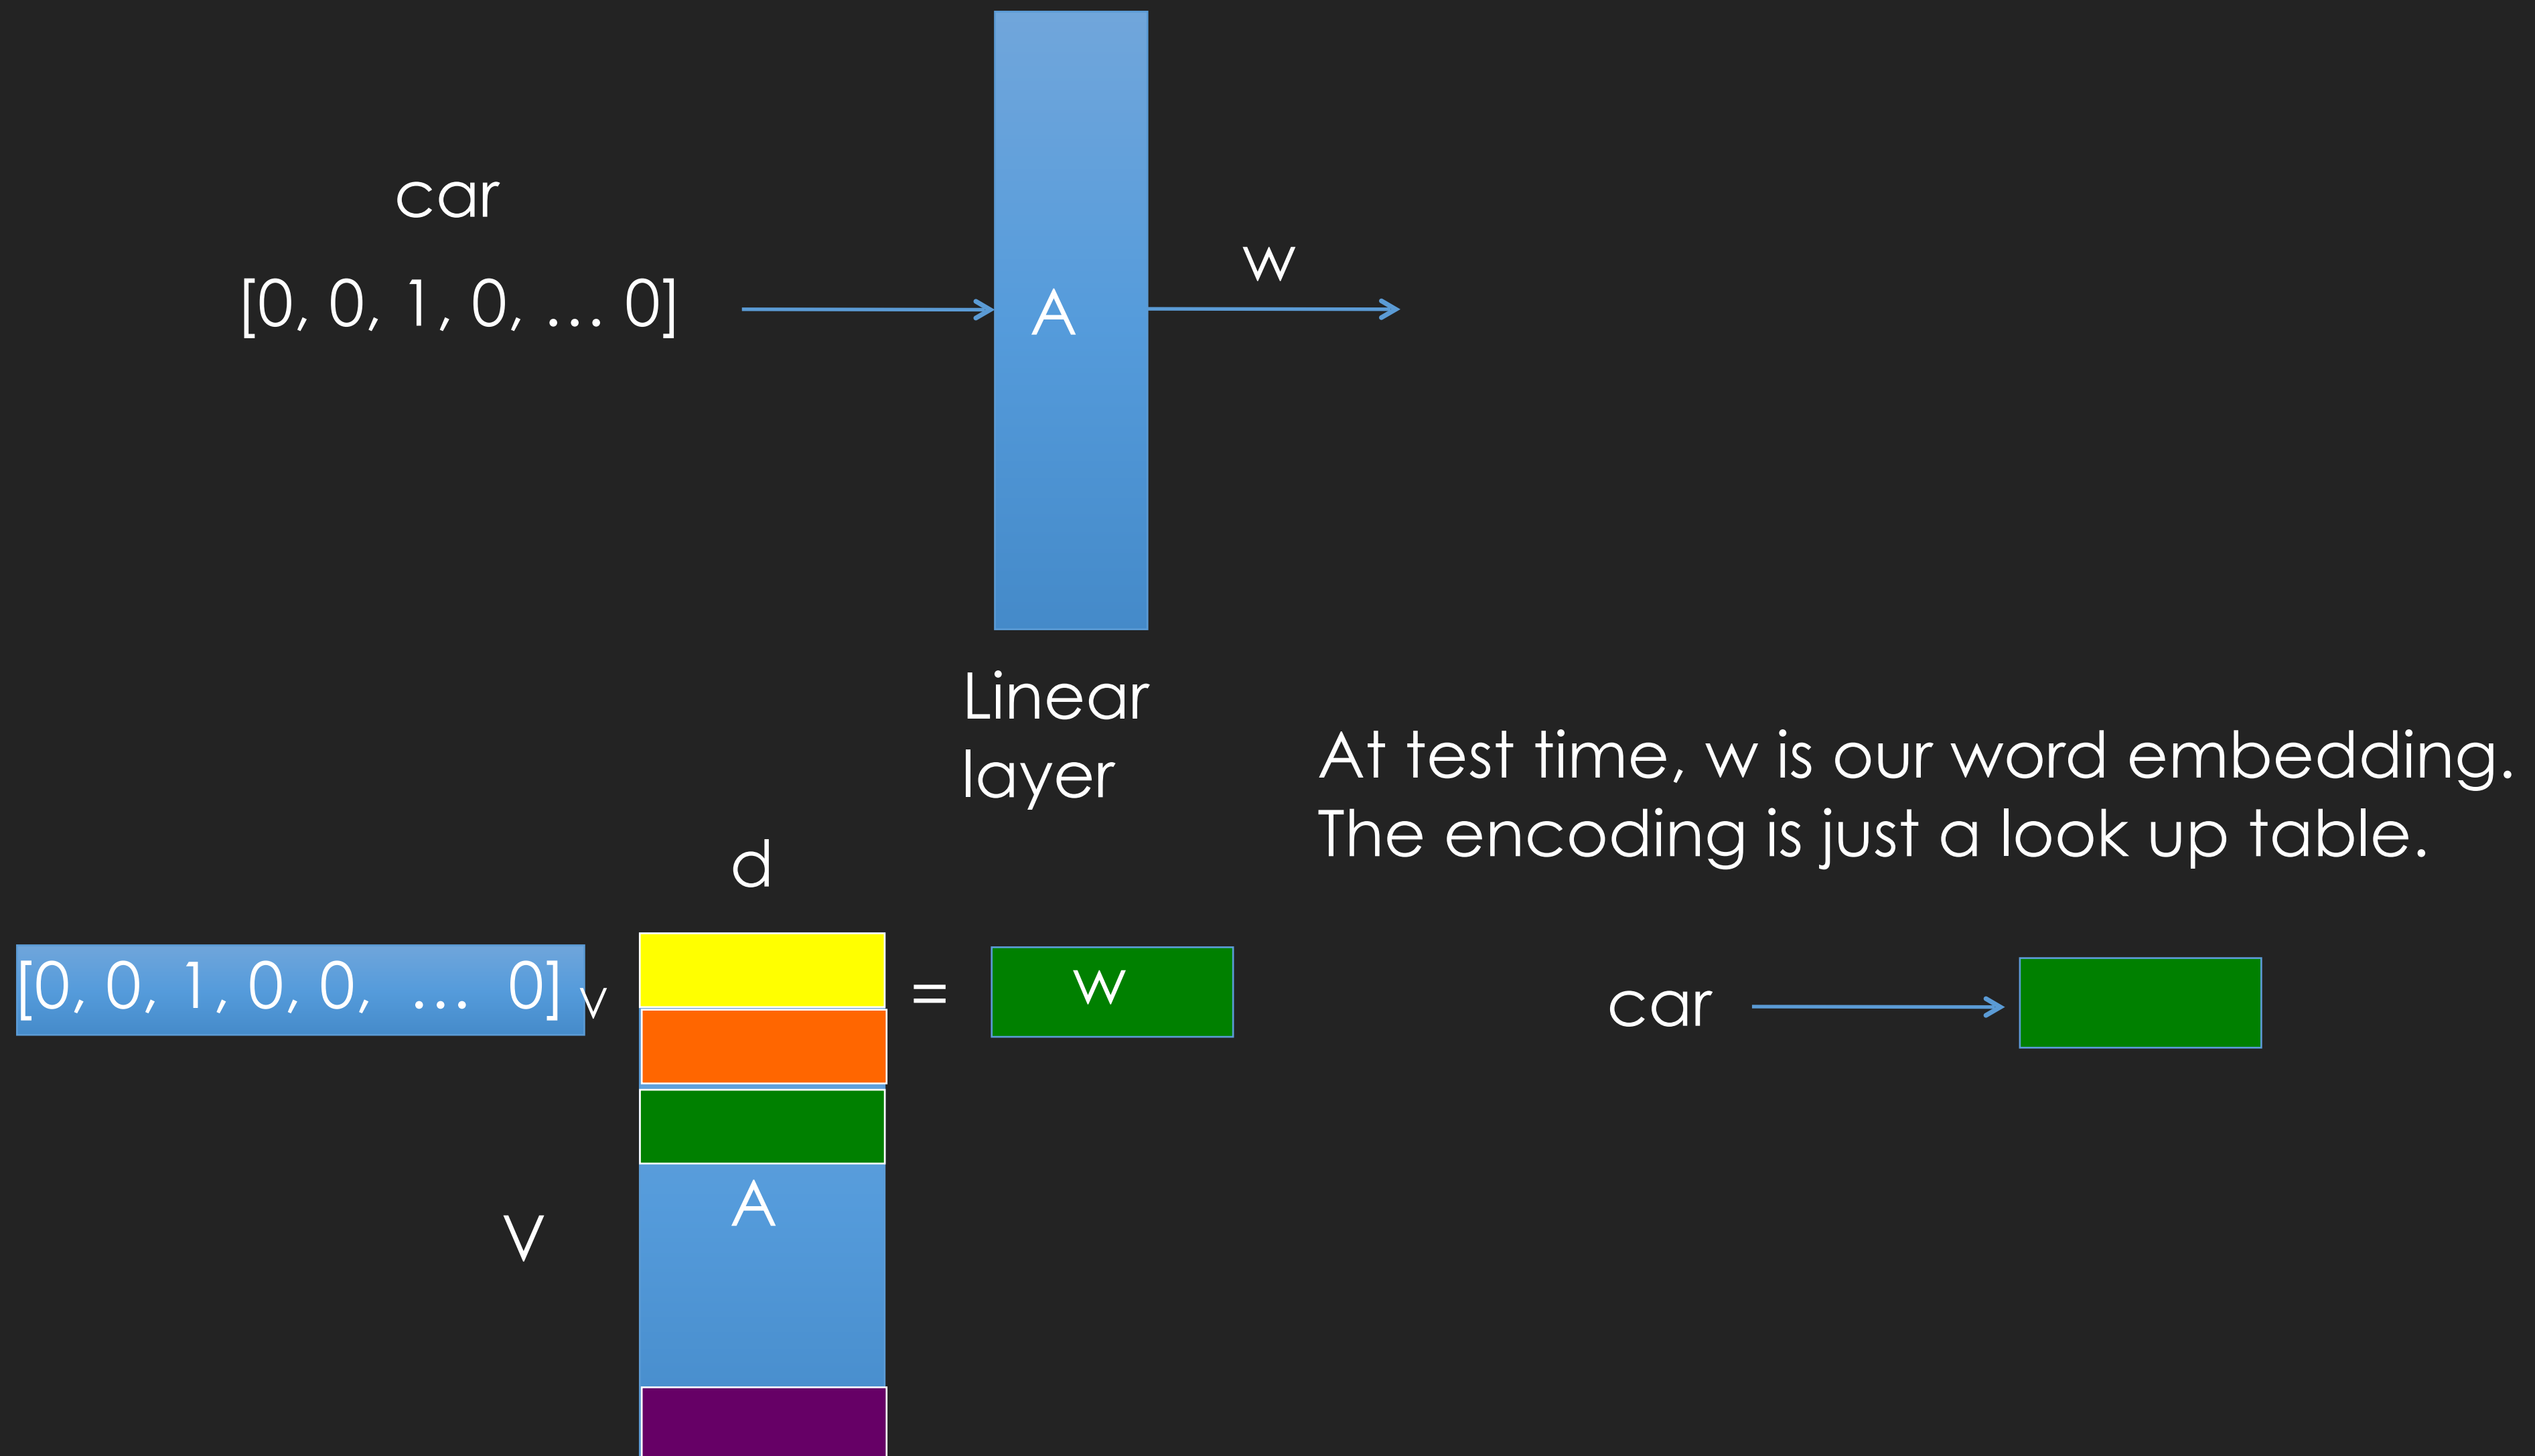 car
[0, 0, 1, 0, ... 0]
A
w
Linear
layer
At test time, w is our word embedding.
The encoding is just a look up table.
d
[0, 0, 1, 0, 0, ... 0]
V
=
w
car
A
V